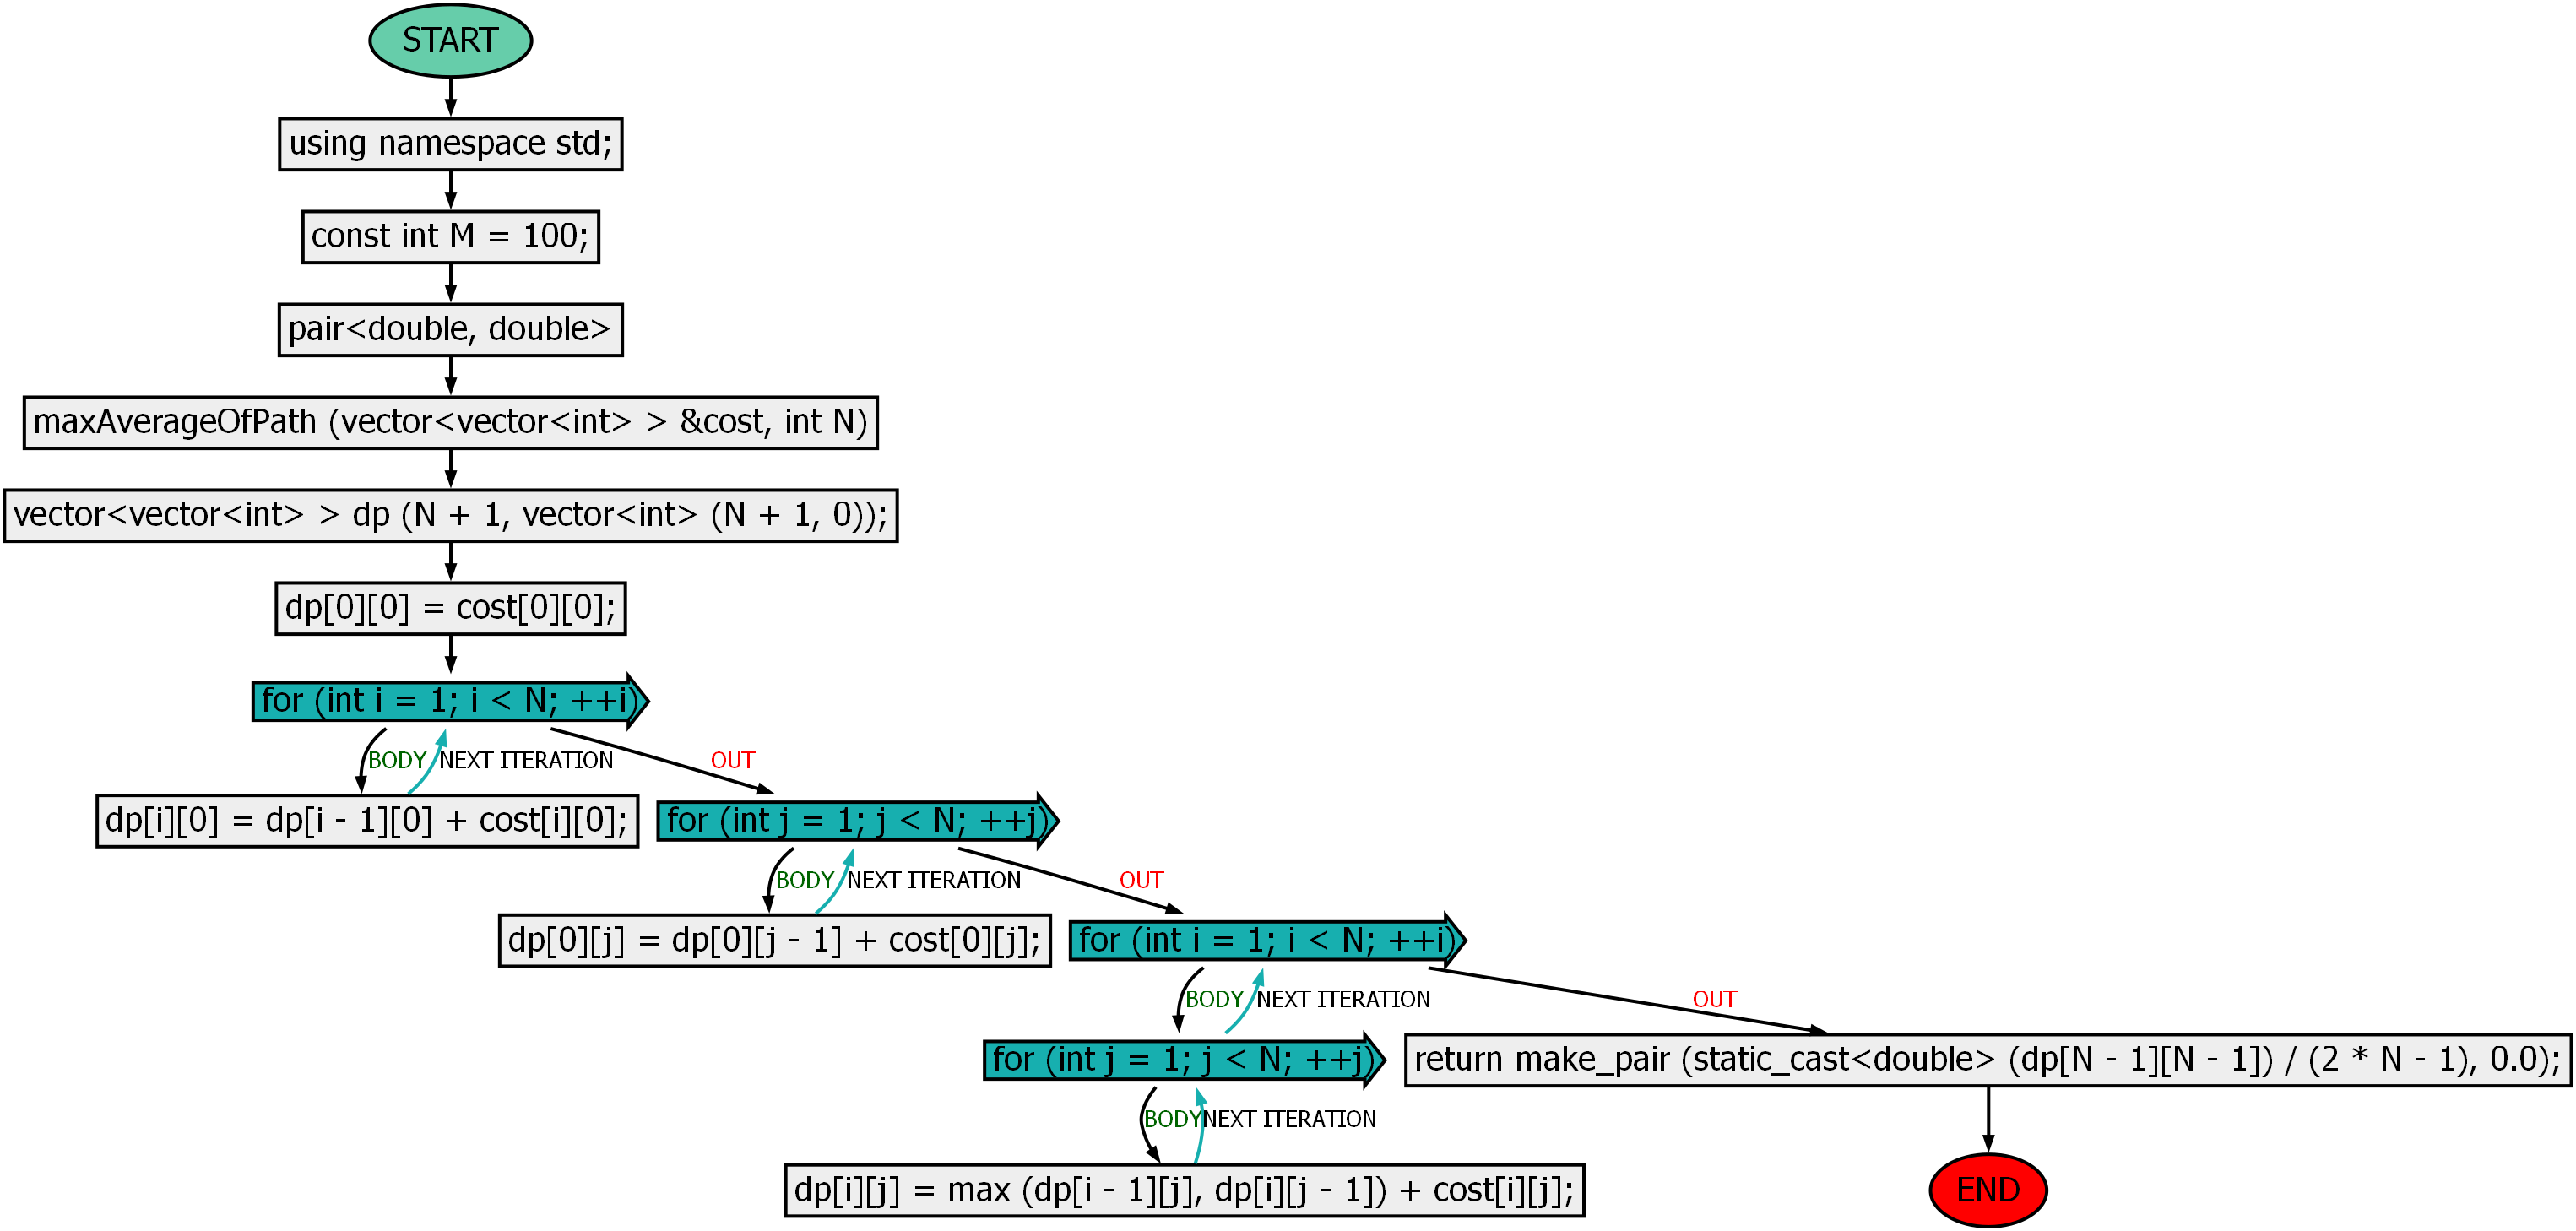 START
using namespace std;
const int M = 100;
pair<double, double>
maxAverageOfPath (vector<vector<int> > &cost, int N)
vector<vector<int> > dp (N + 1, vector<int> (N + 1, 0));
dp[0][0] = cost[0][0];
for (int i = 1; i < N; ++i)
BODY
NEXT ITERATION
OUT
dp[i][0] = dp[i - 1][0] + cost[i][0];
for (int j = 1; j < N; ++j)
BODY
NEXT ITERATION
OUT
dp[0][j] = dp[0][j - 1] + cost[0][j];
for (int i = 1; i < N; ++i)
BODY
NEXT ITERATION
OUT
for (int j = 1; j < N; ++j)
return make_pair (static_cast<double> (dp[N - 1][N - 1]) / (2 * N - 1), 0.0);
BODY
NEXT ITERATION
dp[i][j] = max (dp[i - 1][j], dp[i][j - 1]) + cost[i][j];
END